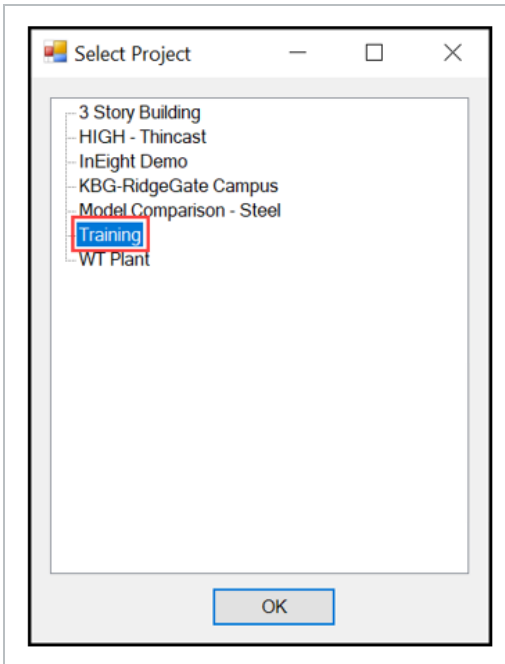 Select Project
3 Story Building
HIGH - Thincast
InEight Demo
KBG-RidgeGate Campus
Model Comparison - Steel
Training
WT Plant
OK